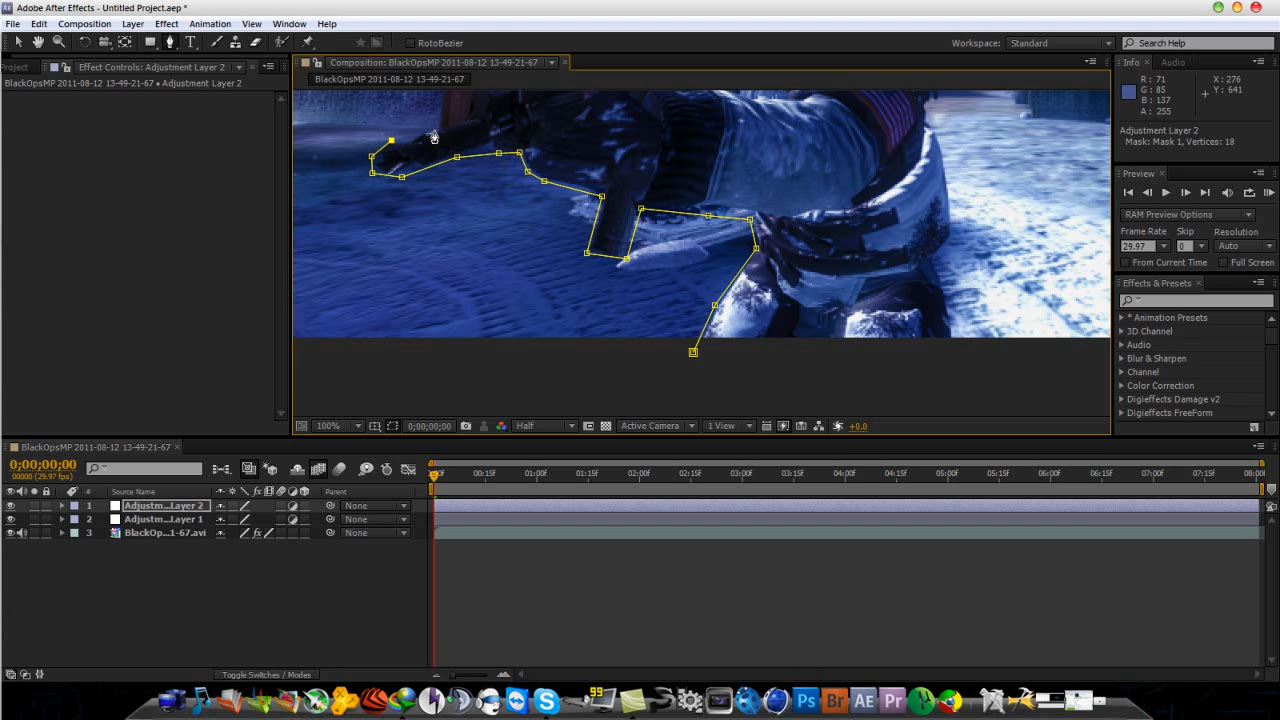 Adobe After Effects - Untitled Project.aep *
File Edit Composition Layer Effect Animation View Window Help
RotoBezier
Workspace: Standard
Search Help
Project
Effect Controls: Adjustment Layer 2
BlackOpsMP 2011-08-12 13-49-21-67 • Adjustment Layer 2
Composition: BlackOpsMP 2011-08-12 13-49-21-67
BlackOpsMP 2011-08-12 13-49-21-67
Info Audio
R : 71 X : 276
G : 85 Y : 641
B : 137
A : 255
Adjustment Layer 2
Mask: 1 Mask, Vertices: 18
Preview
RAM Preview Options
Frame Rate Skip Resolution
29.97 0 Auto
From Current Time Full Screen
Effects & Presets
* Animation Presets
3D Channel
Audio
Blur & Sharpen
Channel
Color Correction
Digieffects Damage v2
Digieffects FreeForm
100% 0;00;00;00 Half Active Camera 1 View +0.0
BlackOpsMP 2011-08-12 13-49-21-67
0;00;00;00
00000 (29.97 fps)
00:15f 01:00f 01:15f 02:00f 02:15f 03:00f 03:15f 04:00f 04:15f 05:00f 05:15f 06:00f 06:15f 07:00f 07:15f 08:00f
# Source Name Parent
1 Adjustm...Layer 2 None
2 Adjustm...Layer 1 None
3 BlackOp...1-67.avi None
Toggle Switches / Modes
99
Ps Br AE Pr